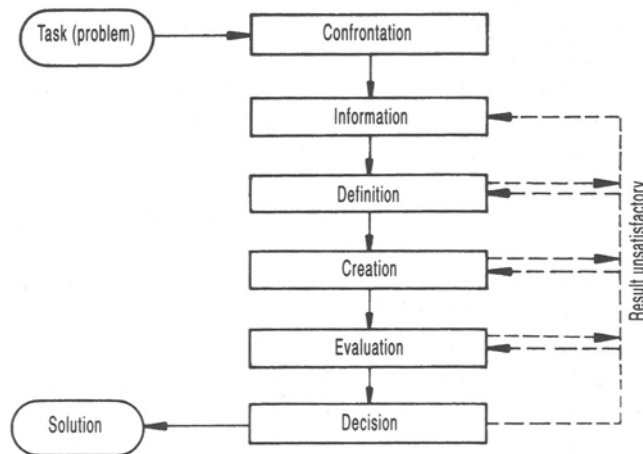 Task (problem)
Confrontation
Information
Definition
Creation
Evaluation
Decision
Solution
Result unsatisfactory